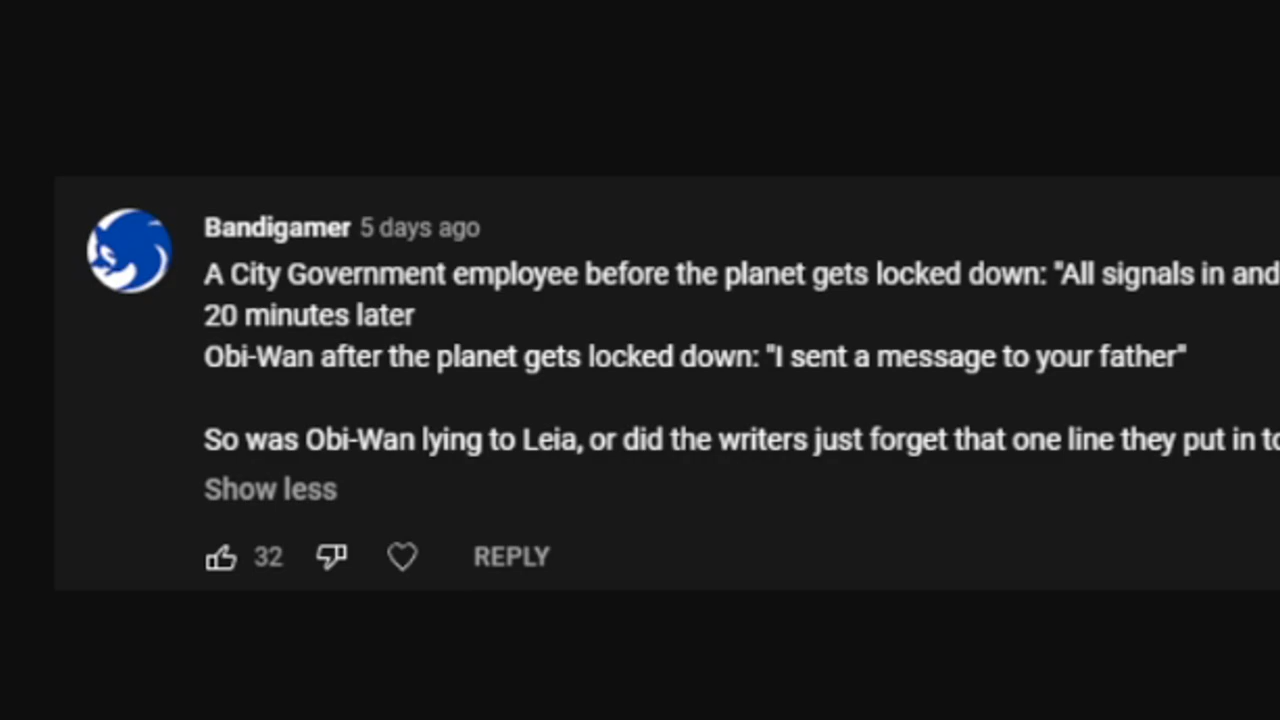 Bandigamer 5 days ago
A City Government employee before the planet gets locked down: "All signals in and
20 minutes later
Obi-Wan after the planet gets locked down: "I sent a message to your father"
So was Obi-Wan lying to Leia, or did the writers just forget that one line they put in to
Show less
32 REPLY